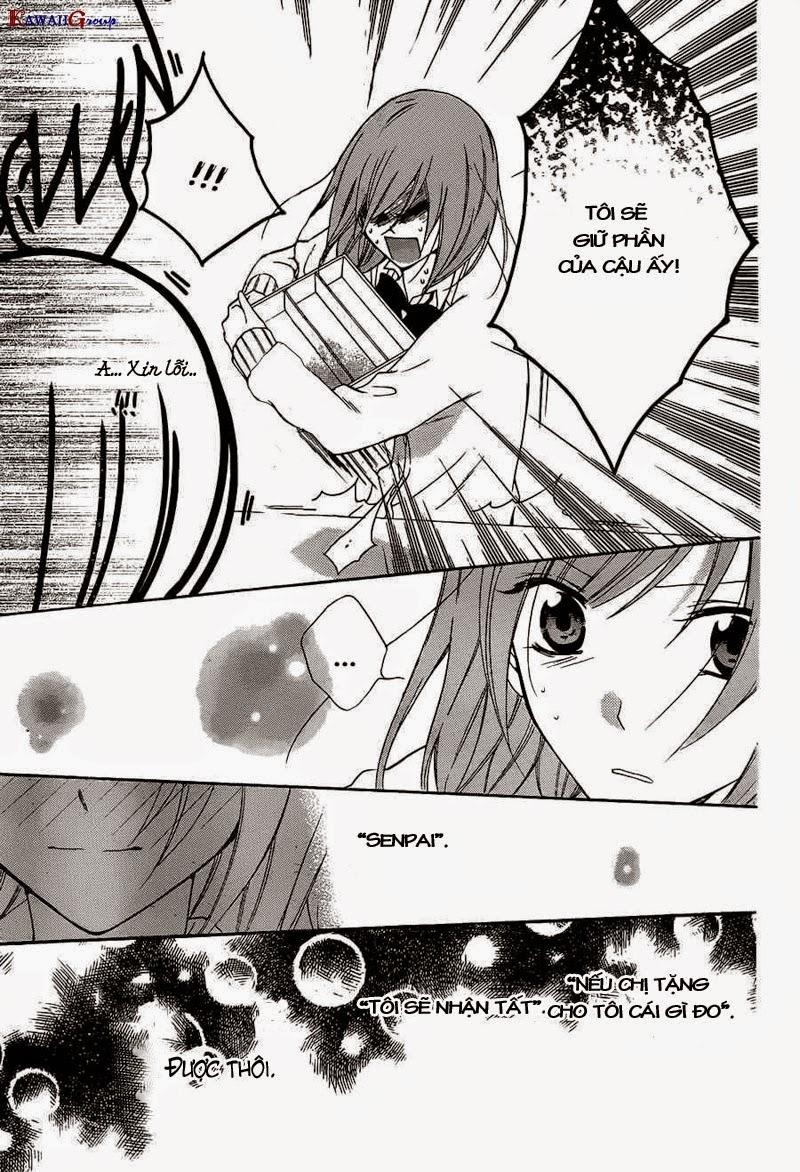 KAWAIIGroup
TÔI SẼ
GIỮ PHẦN
CỦA CẬU ẤY!
!!!
A... Xin lỗi..
!!!
...
"SENPAI".
"NẾU CHỊ TẶNG
CHO TÔI CÁI GÌ ĐO".
"TÔI SẼ NHẬN TẤT"
ĐƯỢC THÔI.